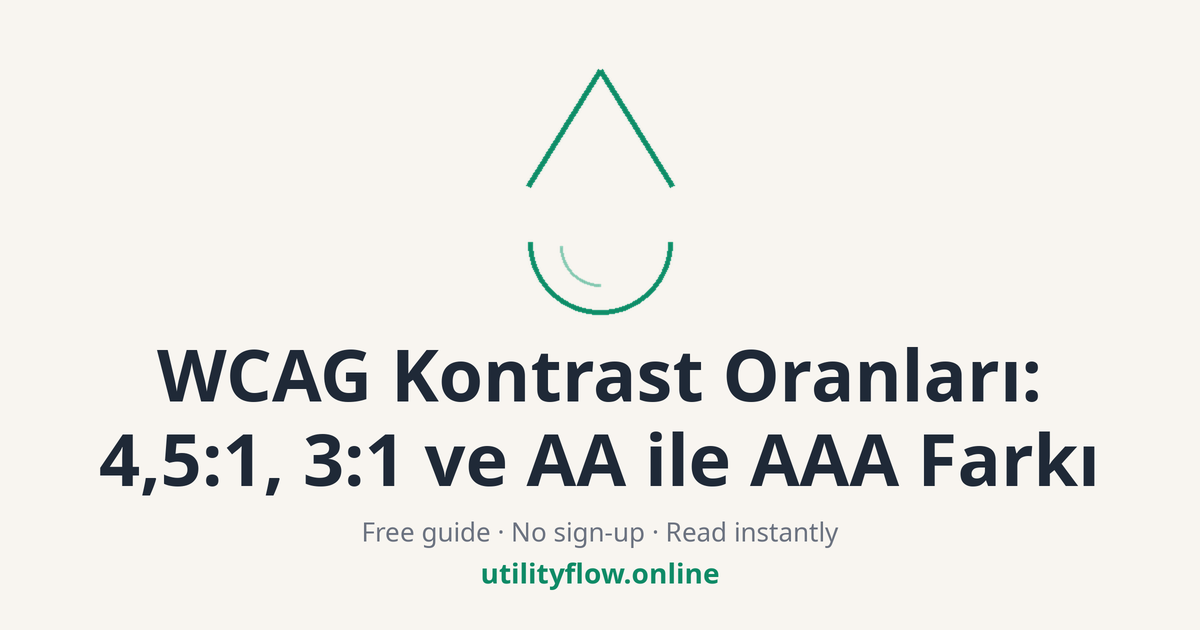 WCAG Kontrast Oranları:
4,5:1, 3:1 ve AA ile AAA Farkı
Free guide · No sign-up · Read instantly
utilityflow.online